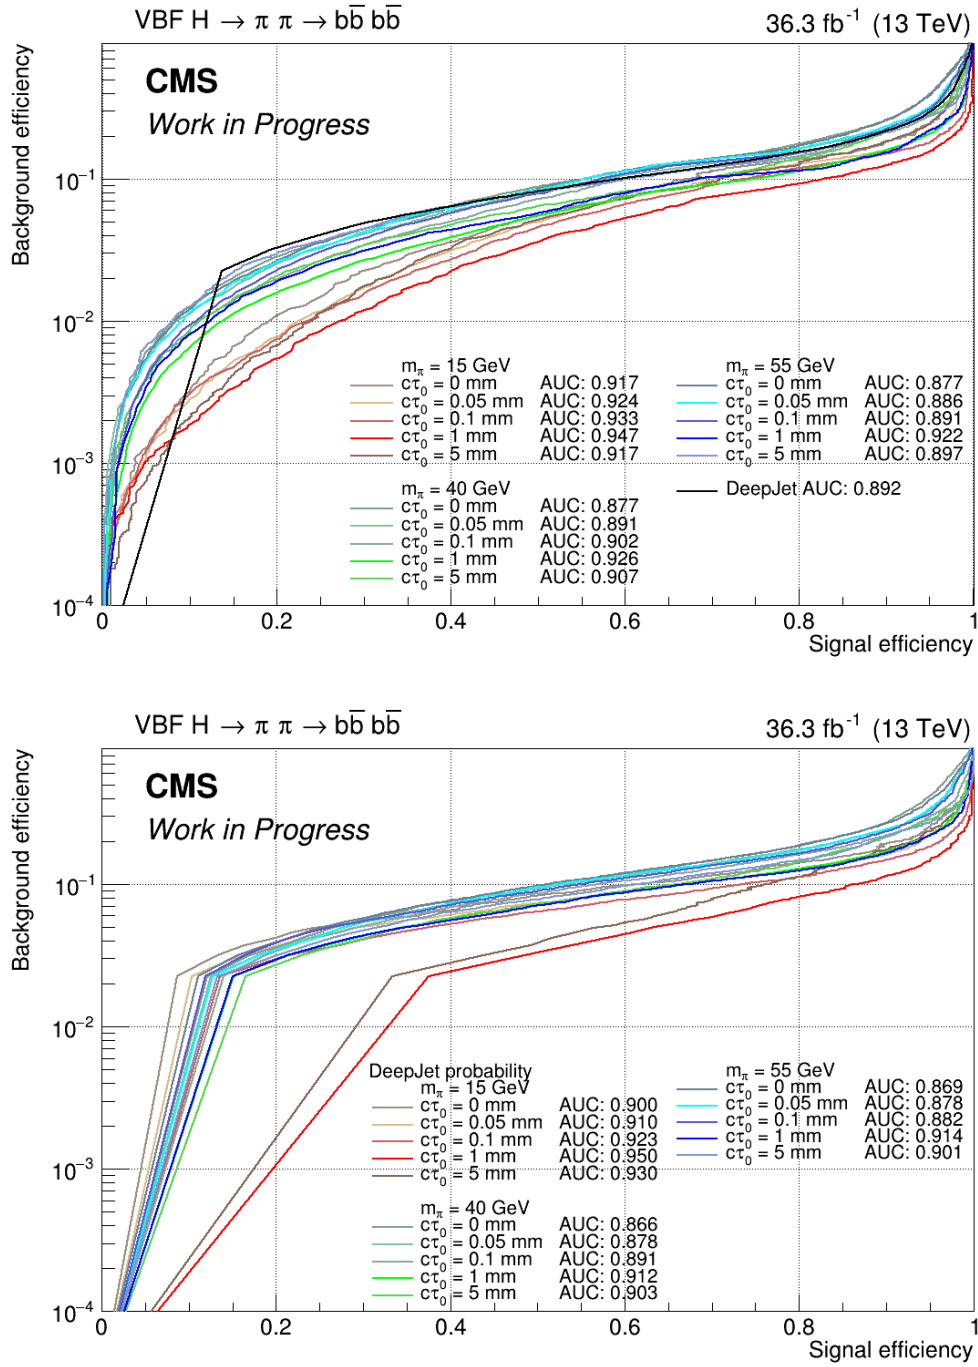 VBF H → π π → bb̅ bb̅ 36.3 fb⁻¹ (13 TeV)
CMS
Work in Progress
Background efficiency
10⁻¹
10⁻²
10⁻³
10⁻⁴
m_π = 15 GeV
cτ₀ = 0 mm AUC: 0.917
cτ₀ = 0.05 mm AUC: 0.924
cτ₀ = 0.1 mm AUC: 0.933
cτ₀ = 1 mm AUC: 0.947
cτ₀ = 5 mm AUC: 0.917
m_π = 40 GeV
cτ₀ = 0 mm AUC: 0.877
cτ₀ = 0.05 mm AUC: 0.891
cτ₀ = 0.1 mm AUC: 0.902
cτ₀ = 1 mm AUC: 0.926
cτ₀ = 5 mm AUC: 0.907
m_π = 55 GeV
cτ₀ = 0 mm AUC: 0.877
cτ₀ = 0.05 mm AUC: 0.886
cτ₀ = 0.1 mm AUC: 0.891
cτ₀ = 1 mm AUC: 0.922
cτ₀ = 5 mm AUC: 0.897
DeepJet AUC: 0.892
0 0.2 0.4 0.6 0.8 1
Signal efficiency
VBF H → π π → bb̅ bb̅ 36.3 fb⁻¹ (13 TeV)
CMS
Work in Progress
Background efficiency
10⁻¹
10⁻²
10⁻³
10⁻⁴
DeepJet probability
m_π = 15 GeV
cτ₀ = 0 mm AUC: 0.900
cτ₀ = 0.05 mm AUC: 0.910
cτ₀ = 0.1 mm AUC: 0.923
cτ₀ = 1 mm AUC: 0.950
cτ₀ = 5 mm AUC: 0.930
m_π = 40 GeV
cτ₀ = 0 mm AUC: 0.866
cτ₀ = 0.05 mm AUC: 0.878
cτ₀ = 0.1 mm AUC: 0.891
cτ₀ = 1 mm AUC: 0.912
cτ₀ = 5 mm AUC: 0.903
m_π = 55 GeV
cτ₀ = 0 mm AUC: 0.869
cτ₀ = 0.05 mm AUC: 0.878
cτ₀ = 0.1 mm AUC: 0.882
cτ₀ = 1 mm AUC: 0.914
cτ₀ = 5 mm AUC: 0.901
0 0.2 0.4 0.6 0.8 1
Signal efficiency